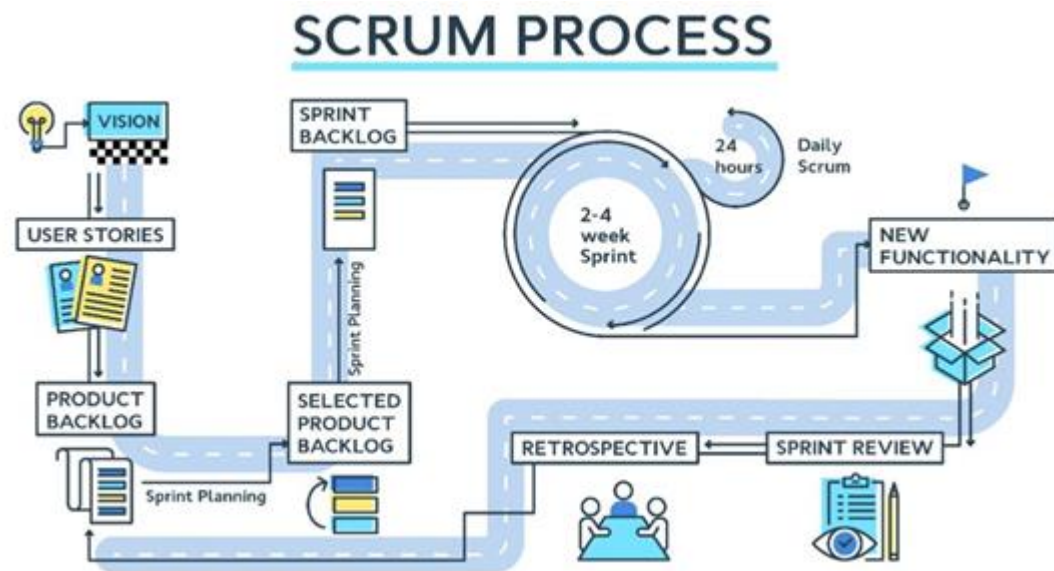 SCRUM PROCESS
VISION
USER STORIES
PRODUCT
BACKLOG
Sprint Planning
SELECTED
PRODUCT
BACKLOG
Sprint Planning
SPRINT
BACKLOG
2-4
week
Sprint
24
hours
Daily
Scrum
NEW
FUNCTIONALITY
SPRINT REVIEW
RETROSPECTIVE